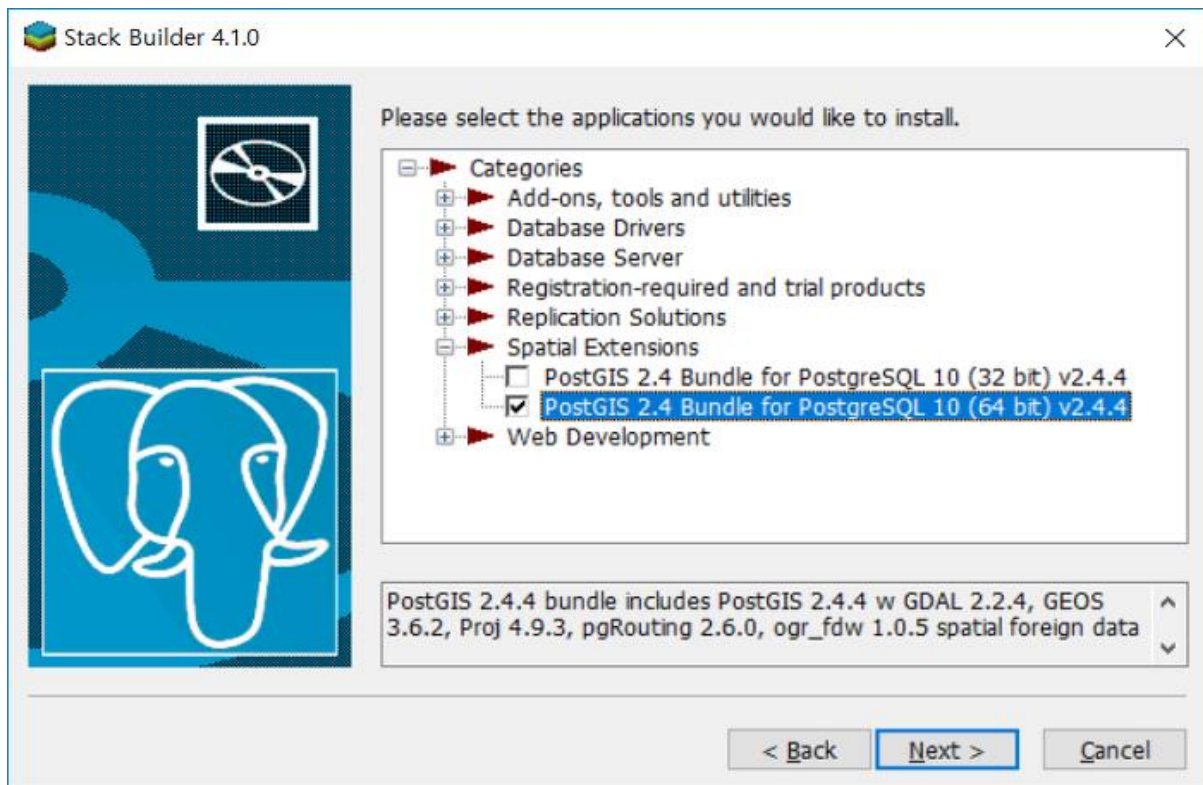 Stack Builder 4.1.0
Please select the applications you would like to install.
Categories
Add-ons, tools and utilities
Database Drivers
Database Server
Registration-required and trial products
Replication Solutions
Spatial Extensions
PostGIS 2.4 Bundle for PostgreSQL 10 (32 bit) v2.4.4
PostGIS 2.4 Bundle for PostgreSQL 10 (64 bit) v2.4.4
Web Development
PostGIS 2.4.4 bundle includes PostGIS 2.4.4 w GDAL 2.2.4, GEOS
3.6.2, Proj 4.9.3, pgRouting 2.6.0, ogr_fdw 1.0.5 spatial foreign data
< Back
Next >
Cancel